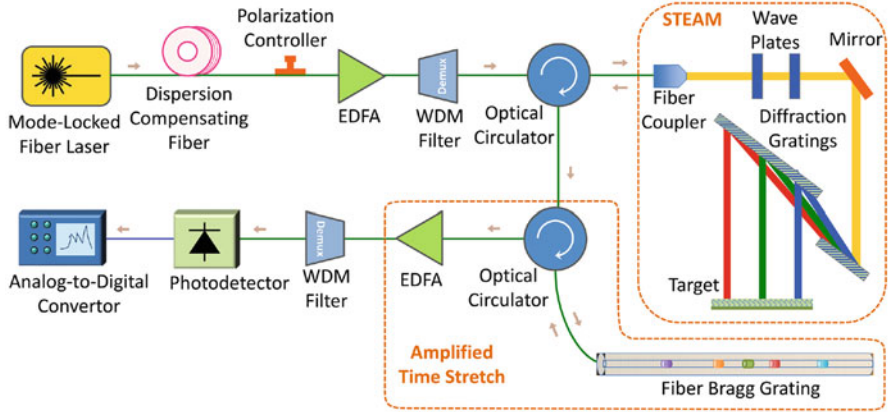 Polarization
Controller
STEAM
Wave
Plates
Mirror
Demux
Mode-Locked
Fiber Laser
Dispersion
Compensating
Fiber
EDFA
WDM
Filter
Optical
Circulator
Fiber
Coupler
Diffraction
Gratings
Demux
Analog-to-Digital
Convertor
Photodetector
WDM
Filter
EDFA
Optical
Circulator
Target
Amplified
Time Stretch
Fiber Bragg Grating